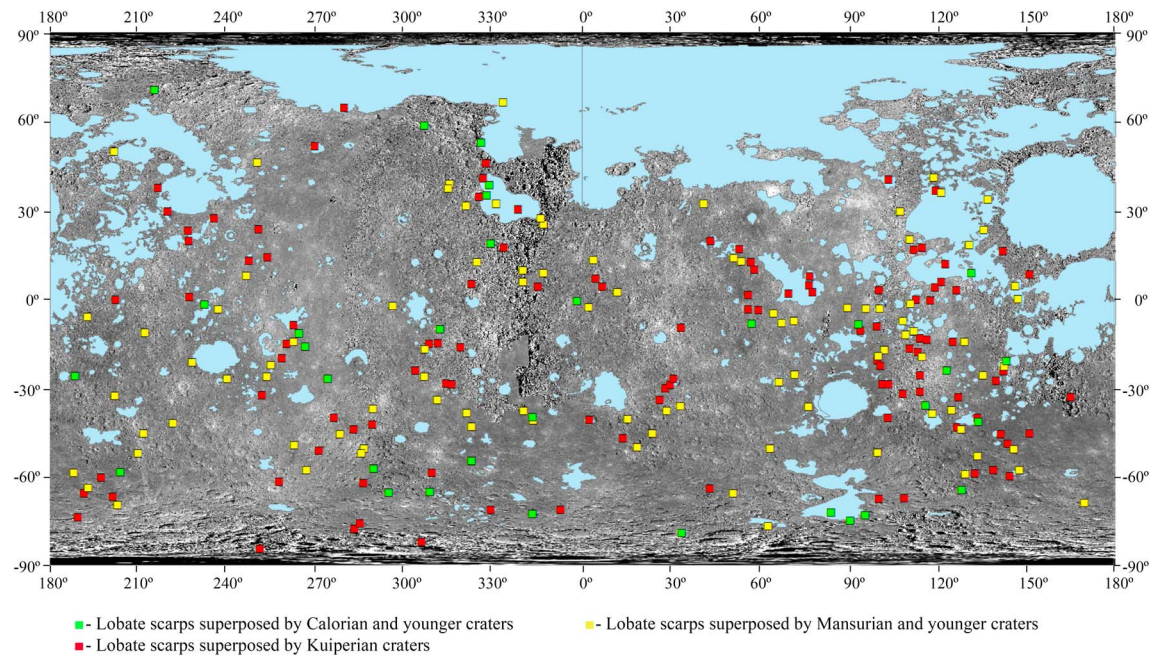 180º 210º 240º 270º 300º 330º 0º 30º 60º 90º 120º 150º 180º
90º 90º
60º 60º
30º 30º
0º 0º
-30º -30º
-60º -60º
-90º -90º
180º 210º 240º 270º 300º 330º 0º 30º 60º 90º 120º 150º 180º
- Lobate scarps superposed by Calorian and younger craters - Lobate scarps superposed by Mansurian and younger craters
- Lobate scarps superposed by Kuiperian craters